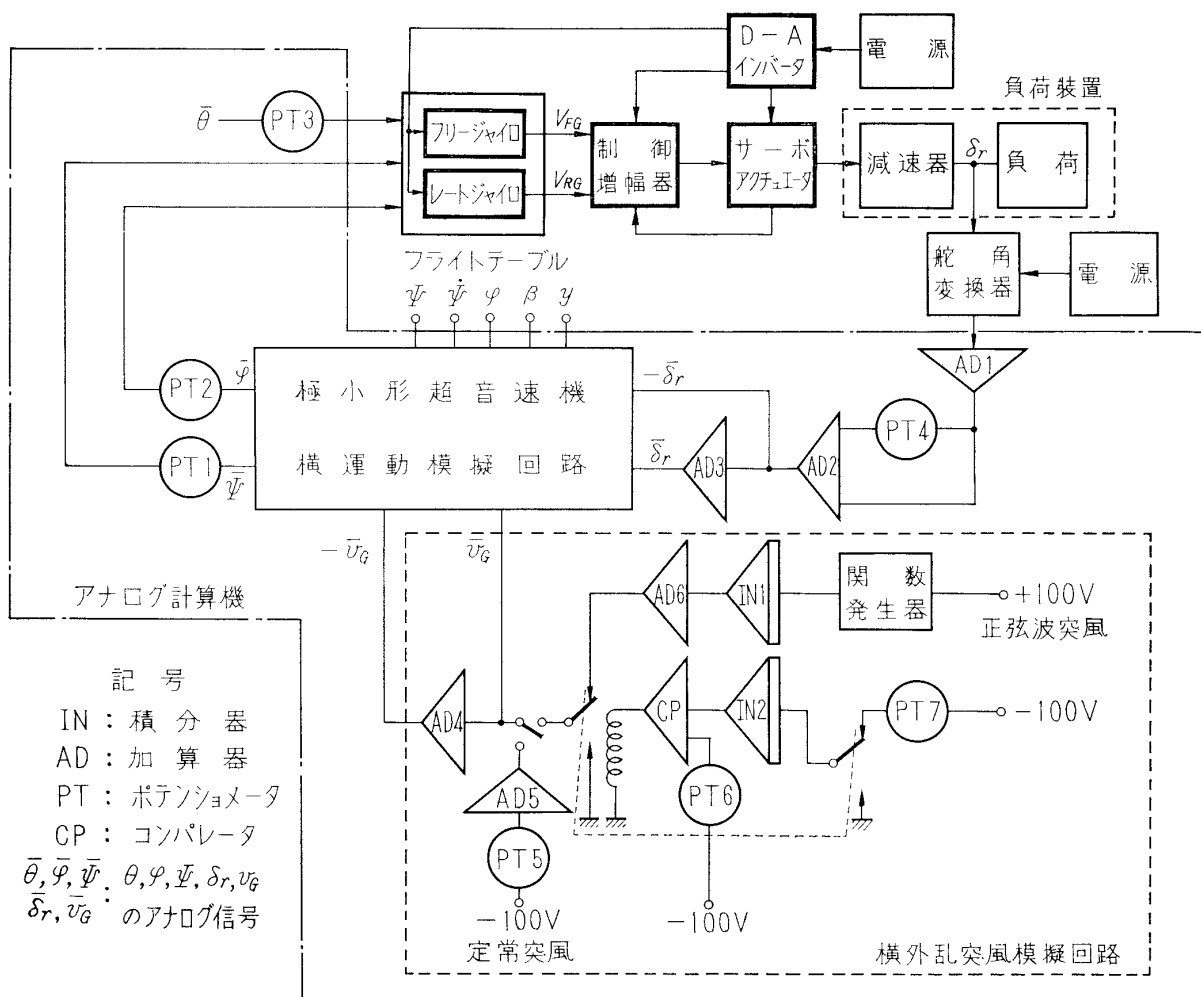 D-A
インバータ
電源
負荷装置
θ̄
PT3
フリージャイロ
V_FG
レートジャイロ
V_RG
制御
増幅器
サーボ
アクチュエータ
減速器
δr
負荷
フライトテーブル
舵角
変換器
電源
Ψ Ψ̇ φ β y
AD1
PT2
φ̄
極小形超音速機
横運動模擬回路
-δ̄r
PT4
PT1
Ψ̄
δ̄r
AD3
AD2
-v̄G
v̄G
アナログ計算機
AD6
IN1
関数
発生器
+100V
正弦波突風
記号
IN:積分器
AD:加算器
PT:ポテンショメータ
CP:コンパレータ
θ̄,φ̄,Ψ̄ : θ,φ,Ψ,δr,vG
δ̄r,v̄G のアナログ信号
AD4
CP
IN2
PT7
-100V
AD5
PT6
PT5
-100V
定常突風
-100V
横外乱突風模擬回路